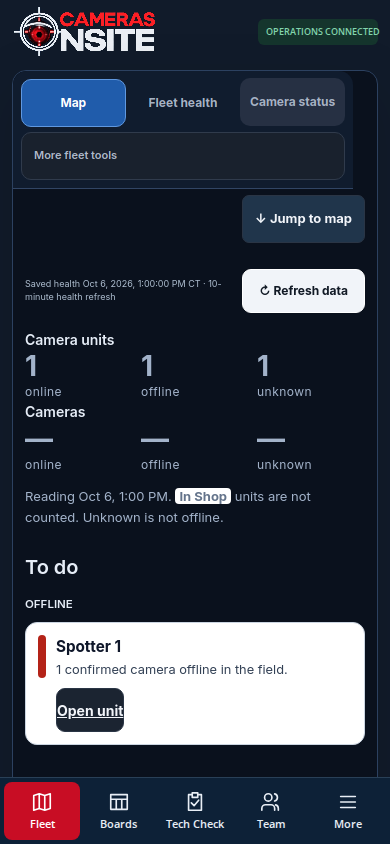 CAMERAS
ONSITE
OPERATIONS CONNECTED
Map
Fleet health
Camera status
More fleet tools
↓ Jump to map
Saved health Oct 6, 2026, 1:00:00 PM CT · 10-
minute health refresh
↻ Refresh data
Camera units
1 1 1
online offline unknown
Cameras
— — —
online offline unknown
Reading Oct 6, 1:00 PM. In Shop units are not
counted. Unknown is not offline.
To do
OFFLINE
Spotter 1
1 confirmed camera offline in the field.
Open unit
Fleet
Boards
Tech Check
Team
More